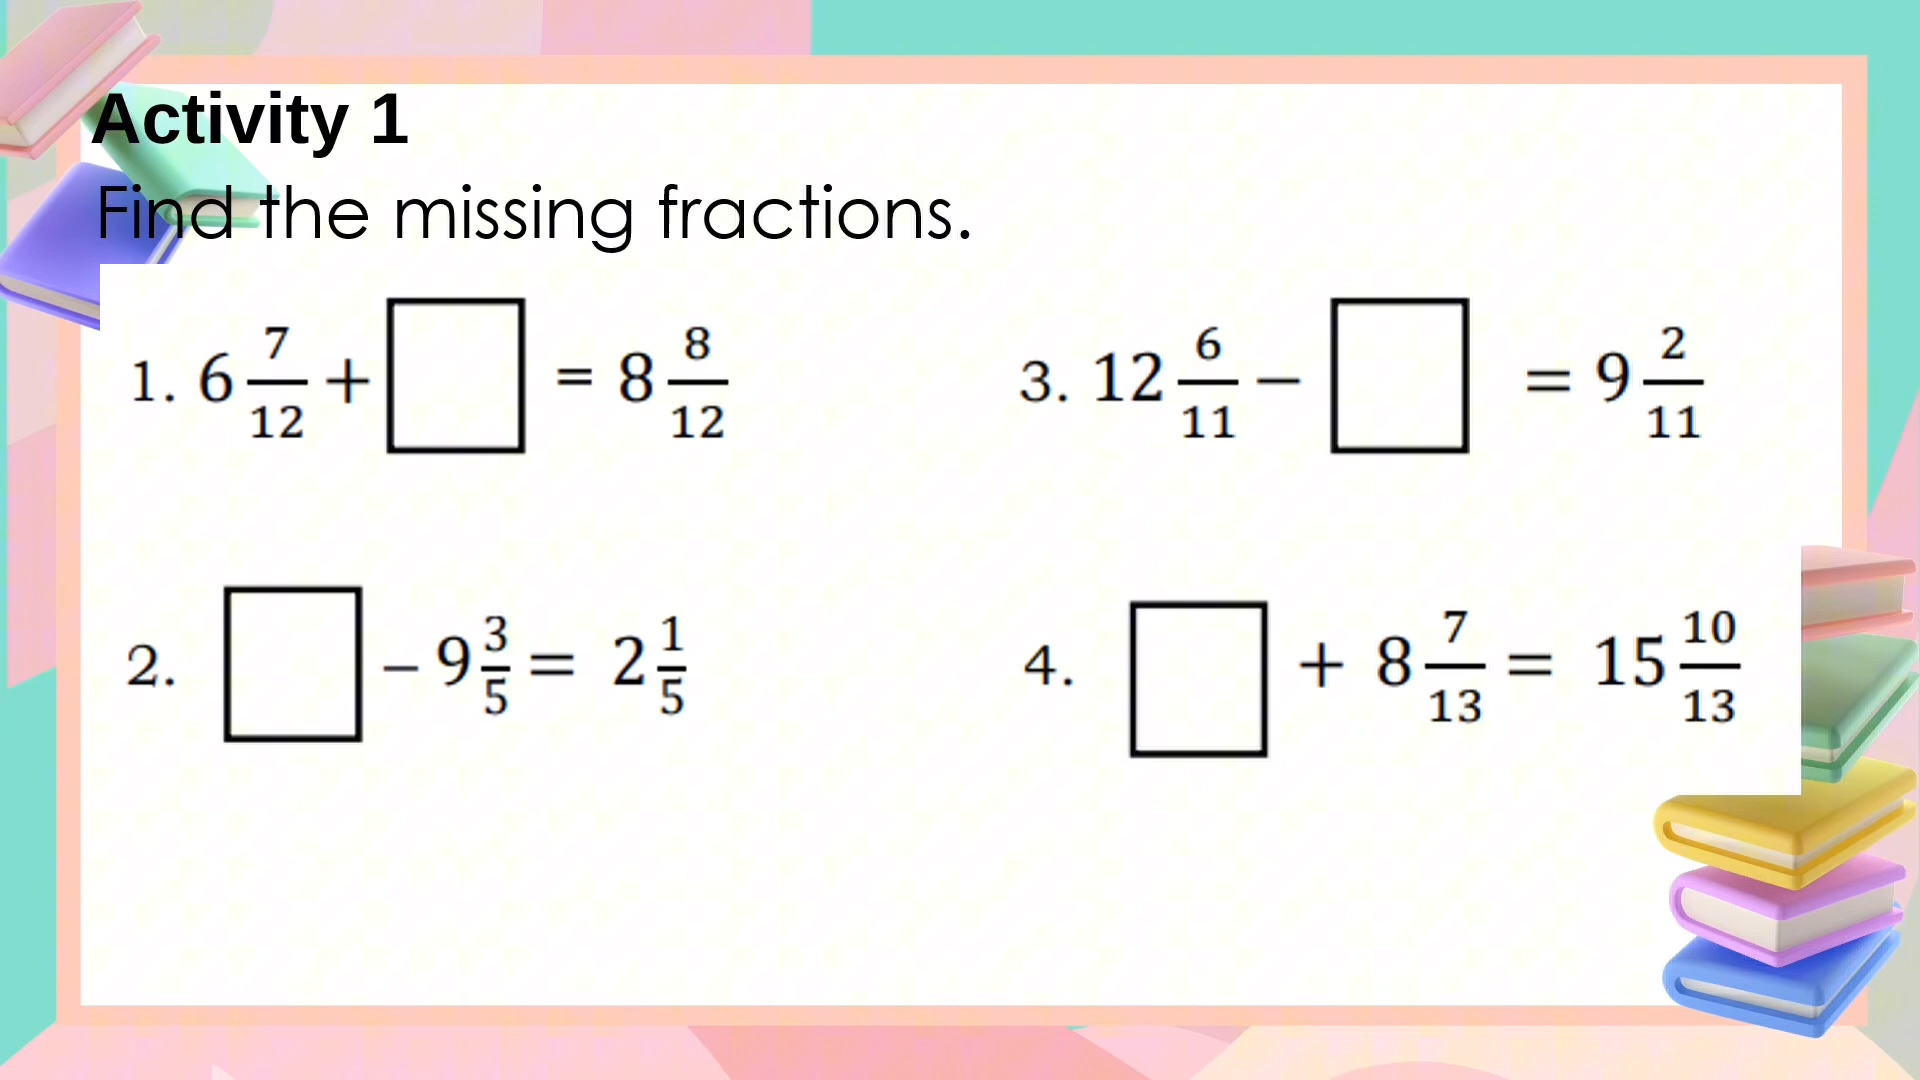 Activity 1
Find the missing fractions.
1. 6 7/12 + □ = 8 8/12
3. 12 6/11 − □ = 9 2/11
2. □ − 9 3/5 = 2 1/5
4. □ + 8 7/13 = 15 10/13